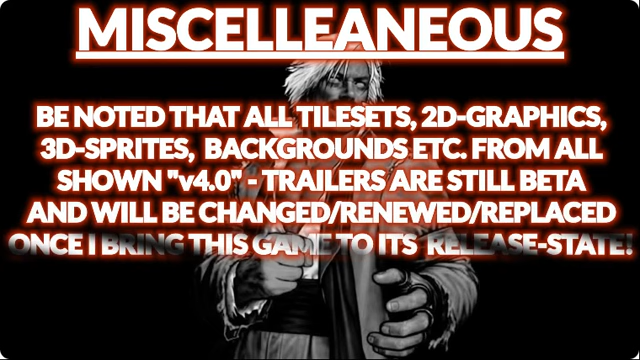 MISCELLEANEOUS
BE NOTED THAT ALL TILESETS, 2D-GRAPHICS,
3D-SPRITES, BACKGROUNDS ETC. FROM ALL
SHOWN "v4.0" - TRAILERS ARE STILL BETA
AND WILL BE CHANGED/RENEWED/REPLACED
ONCE I BRING THIS GAME TO ITS RELEASE-STATE!